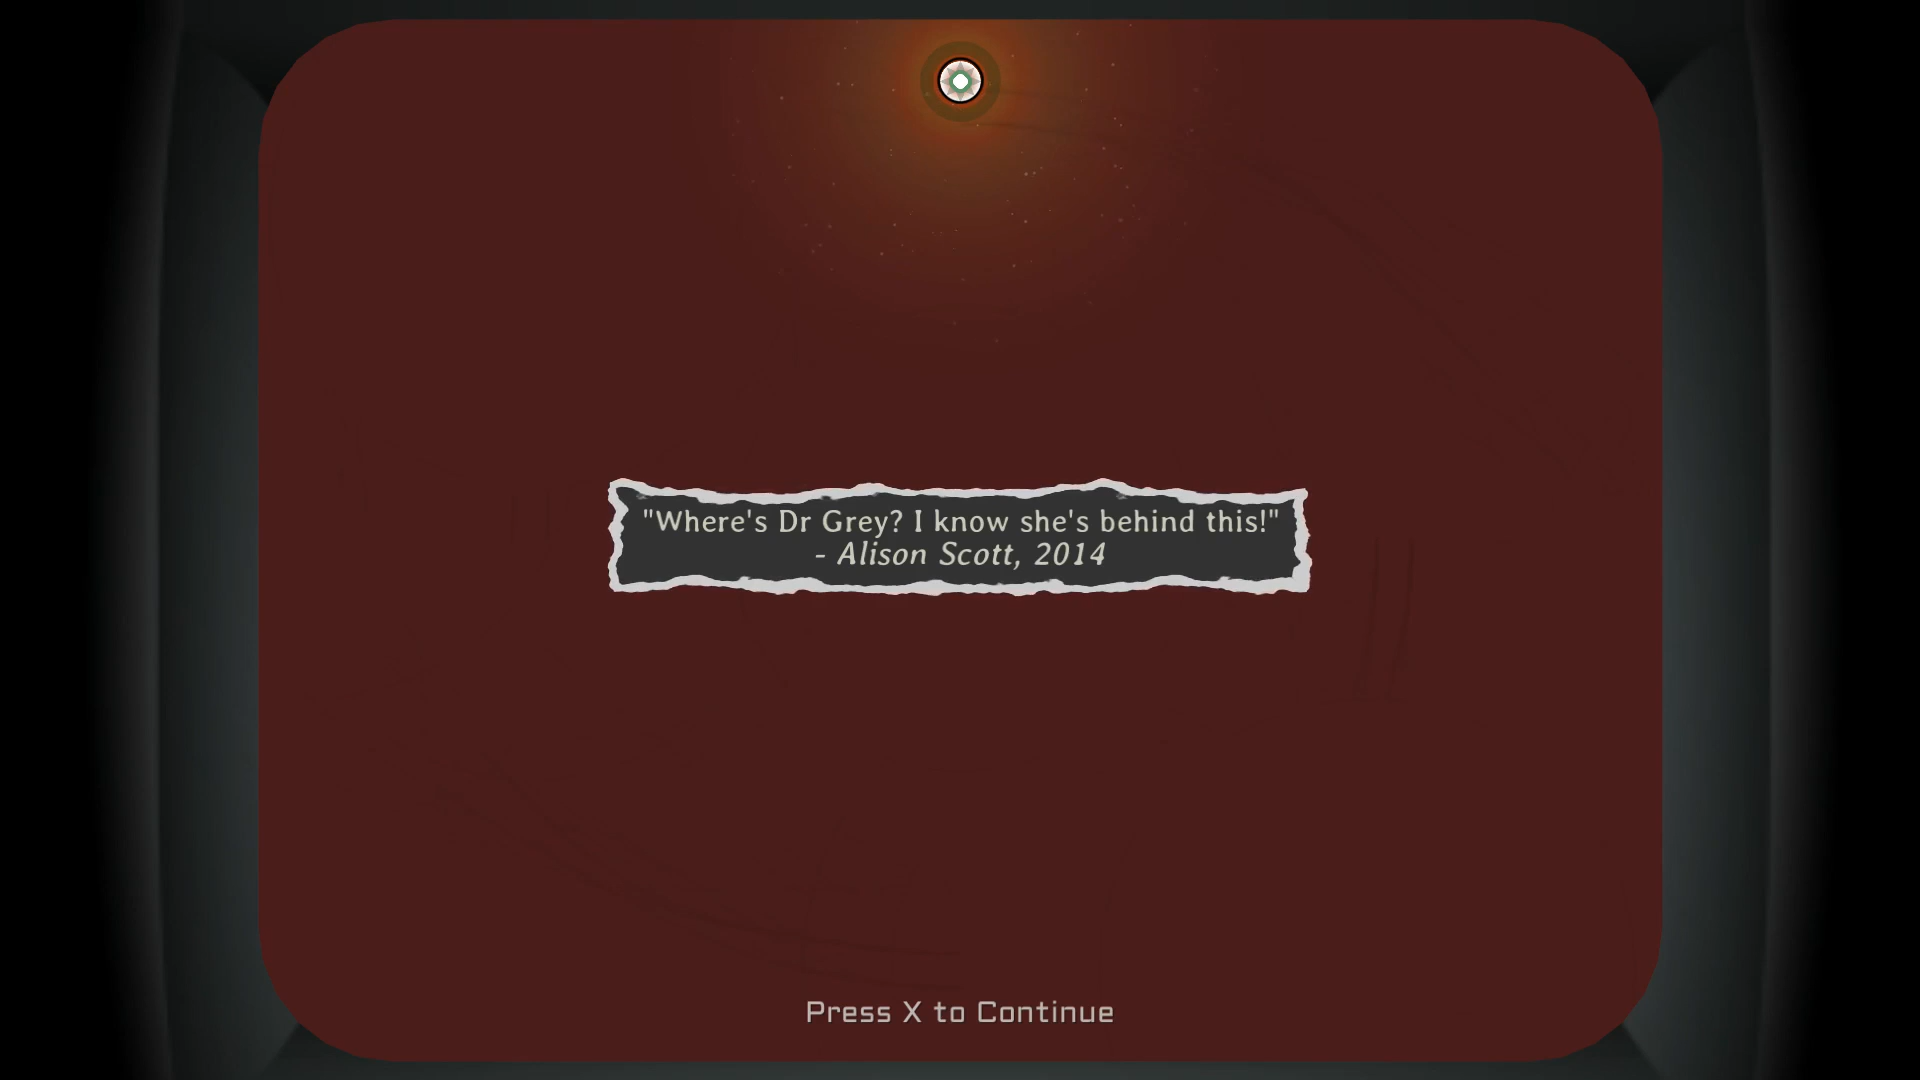 "Where's Dr Grey? I know she's behind this!"
- Alison Scott, 2014
Press X to Continue